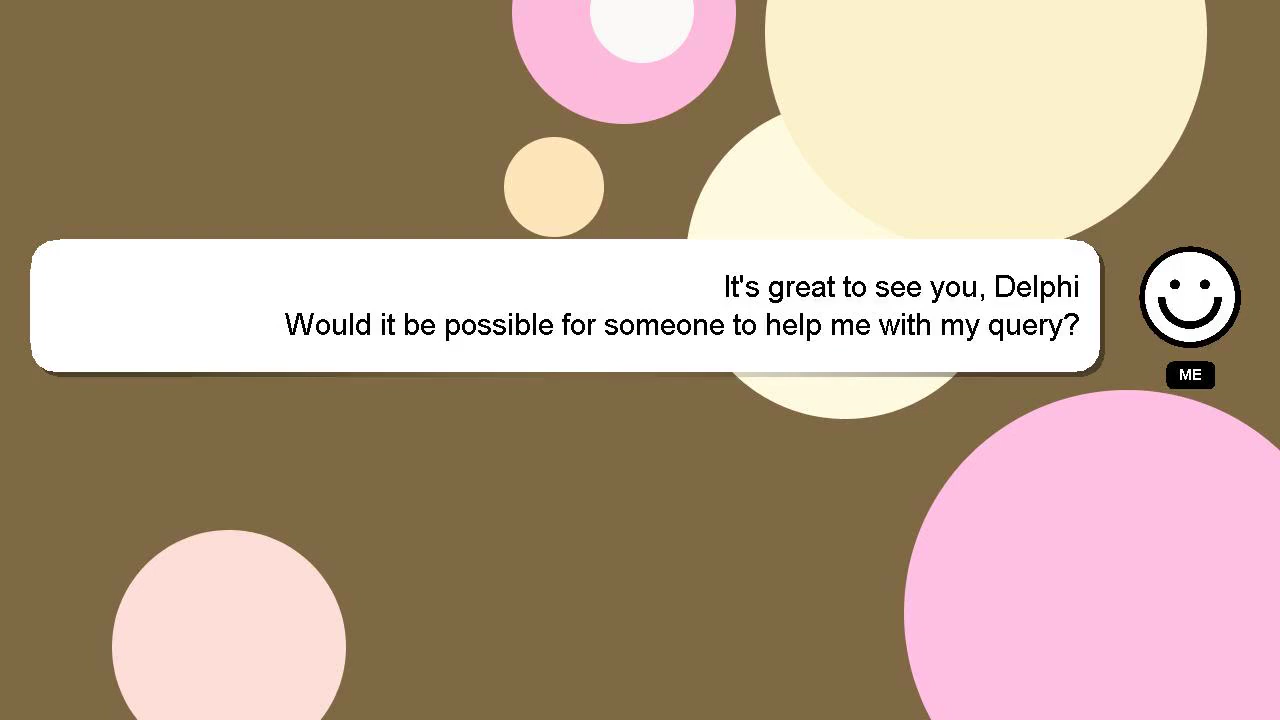 It's great to see you, Delphi
Would it be possible for someone to help me with my query?
ME